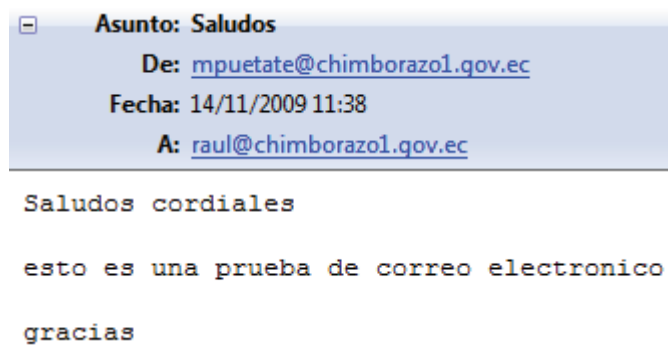 Asunto: Saludos
De: mpuetate@chimborazo1.gov.ec
Fecha: 14/11/2009 11:38
A: raul@chimborazo1.gov.ec
Saludos cordiales
esto es una prueba de correo electronico
gracias